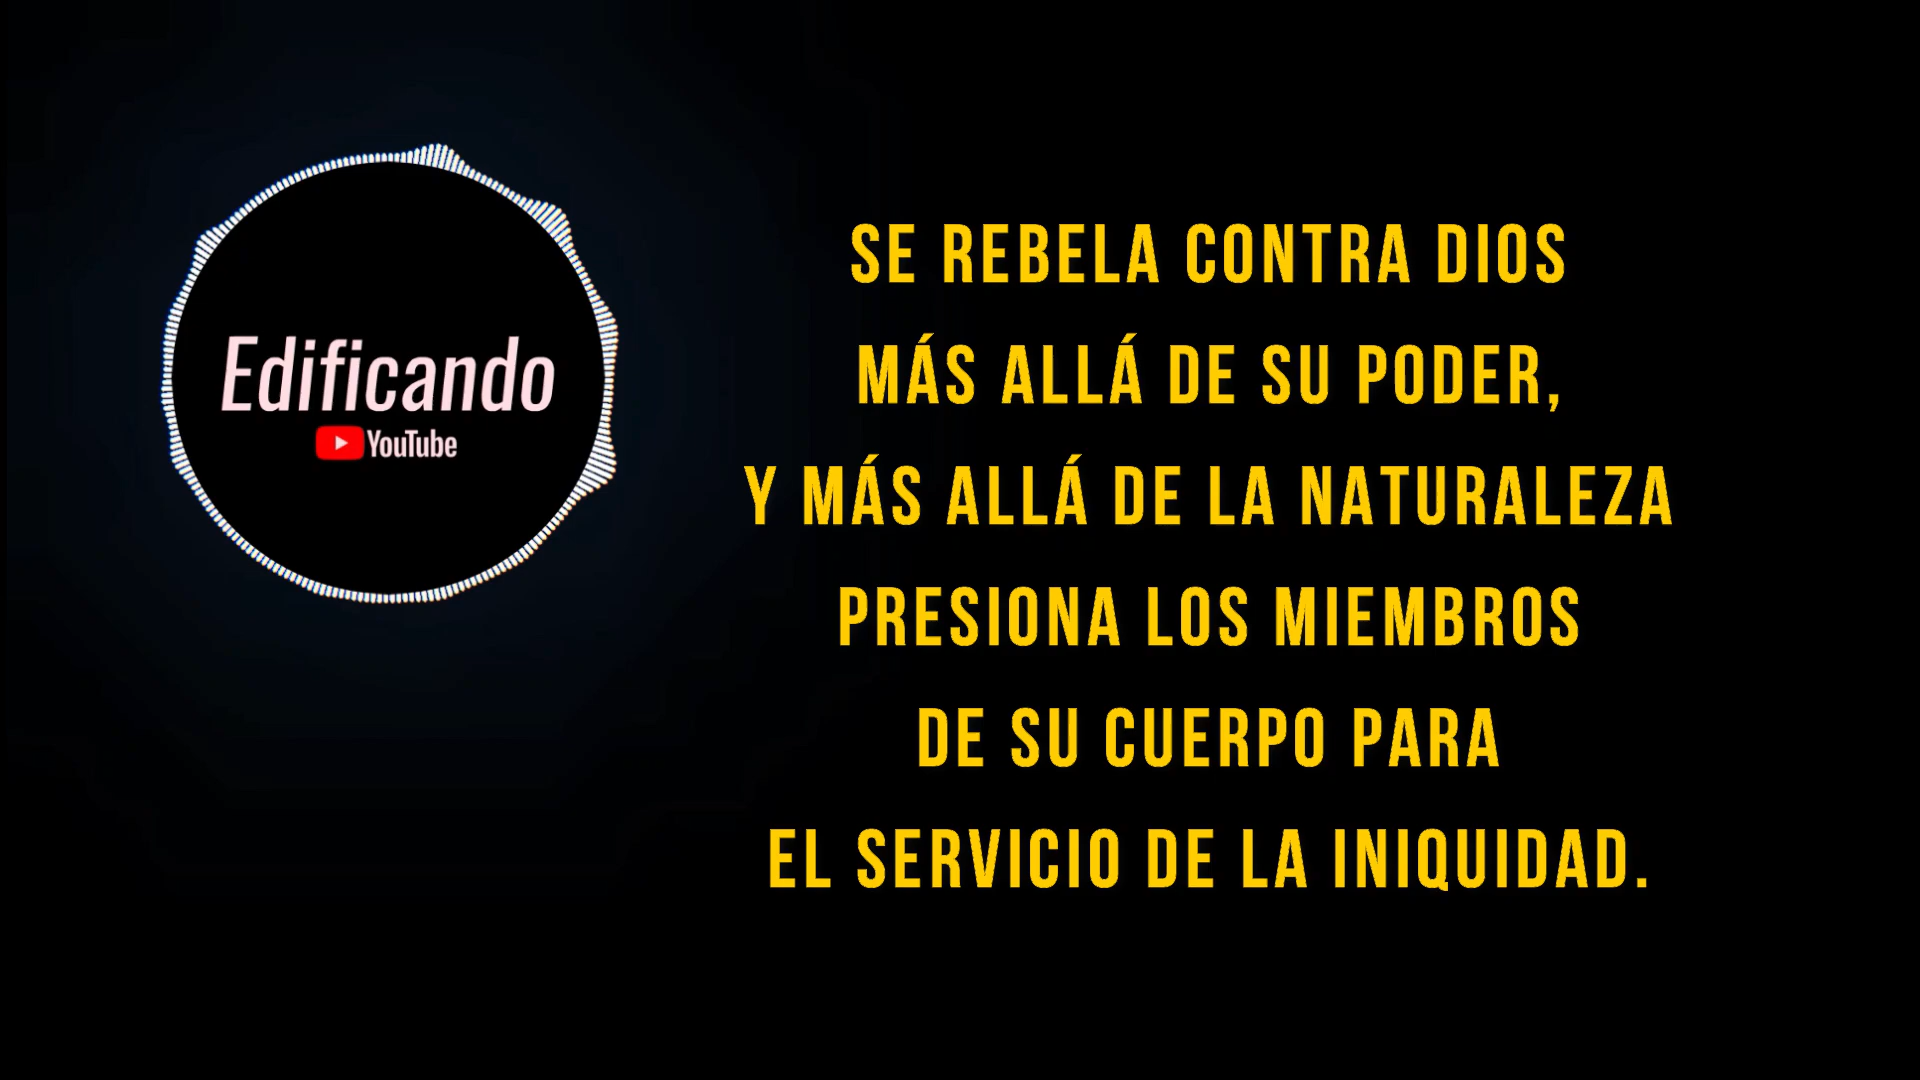 Edificando
YouTube
SE REBELA CONTRA DIOS
MÁS ALLÁ DE SU PODER,
Y MÁS ALLÁ DE LA NATURALEZA
PRESIONA LOS MIEMBROS
DE SU CUERPO PARA
EL SERVICIO DE LA INIQUIDAD.